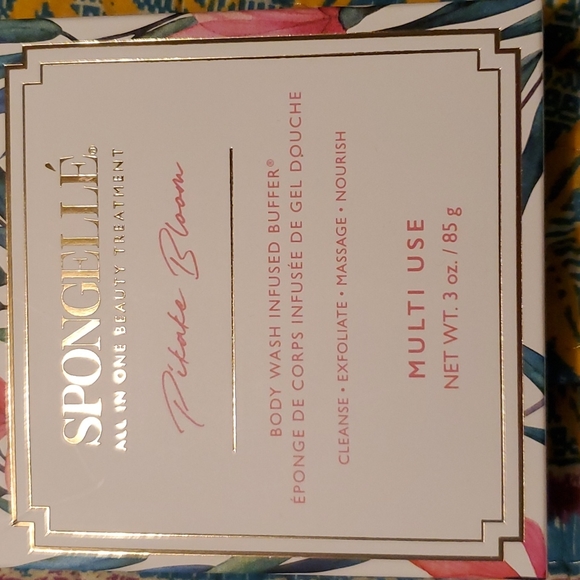 SPONGELLÉ®
ALL IN ONE BEAUTY TREATMENT
Pikake Bloom
BODY WASH INFUSED BUFFER®
ÉPONGE DE CORPS INFUSÉE DE GEL DOUCHE
CLEANSE • EXFOLIATE • MASSAGE • NOURISH
MULTI USE
NET WT. 3 oz. / 85 g